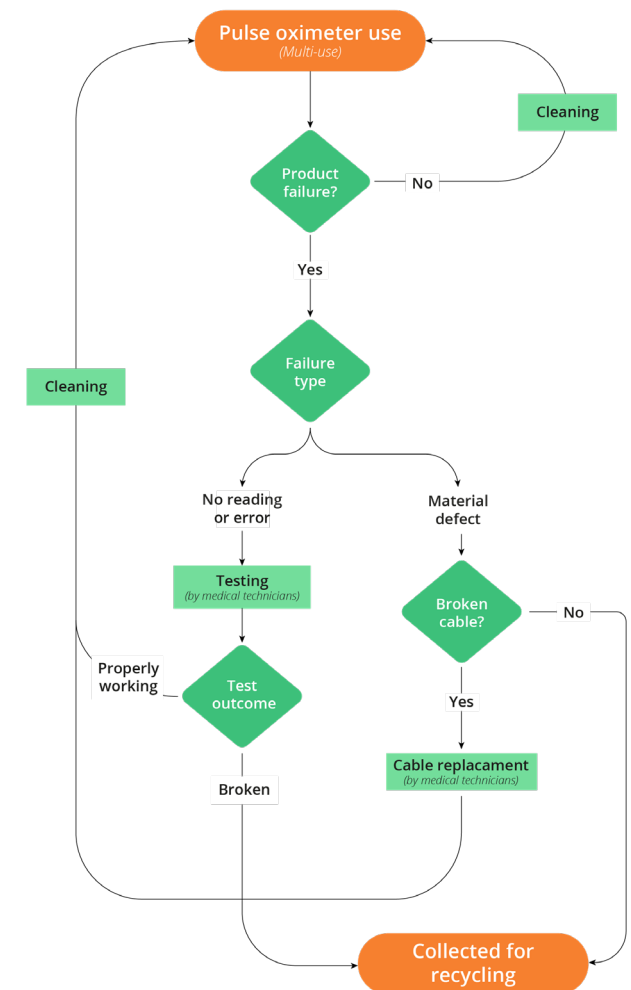 Pulse oximeter use
(Multi-use)
Cleaning
Product
failure?
No
Yes
Failure
type
Cleaning
No reading
or error
Material
defect
Testing
(by medical technicians)
Broken
cable?
No
Properly
working
Test
outcome
Yes
Cable replacament
(by medical technicians)
Broken
Collected for
recycling